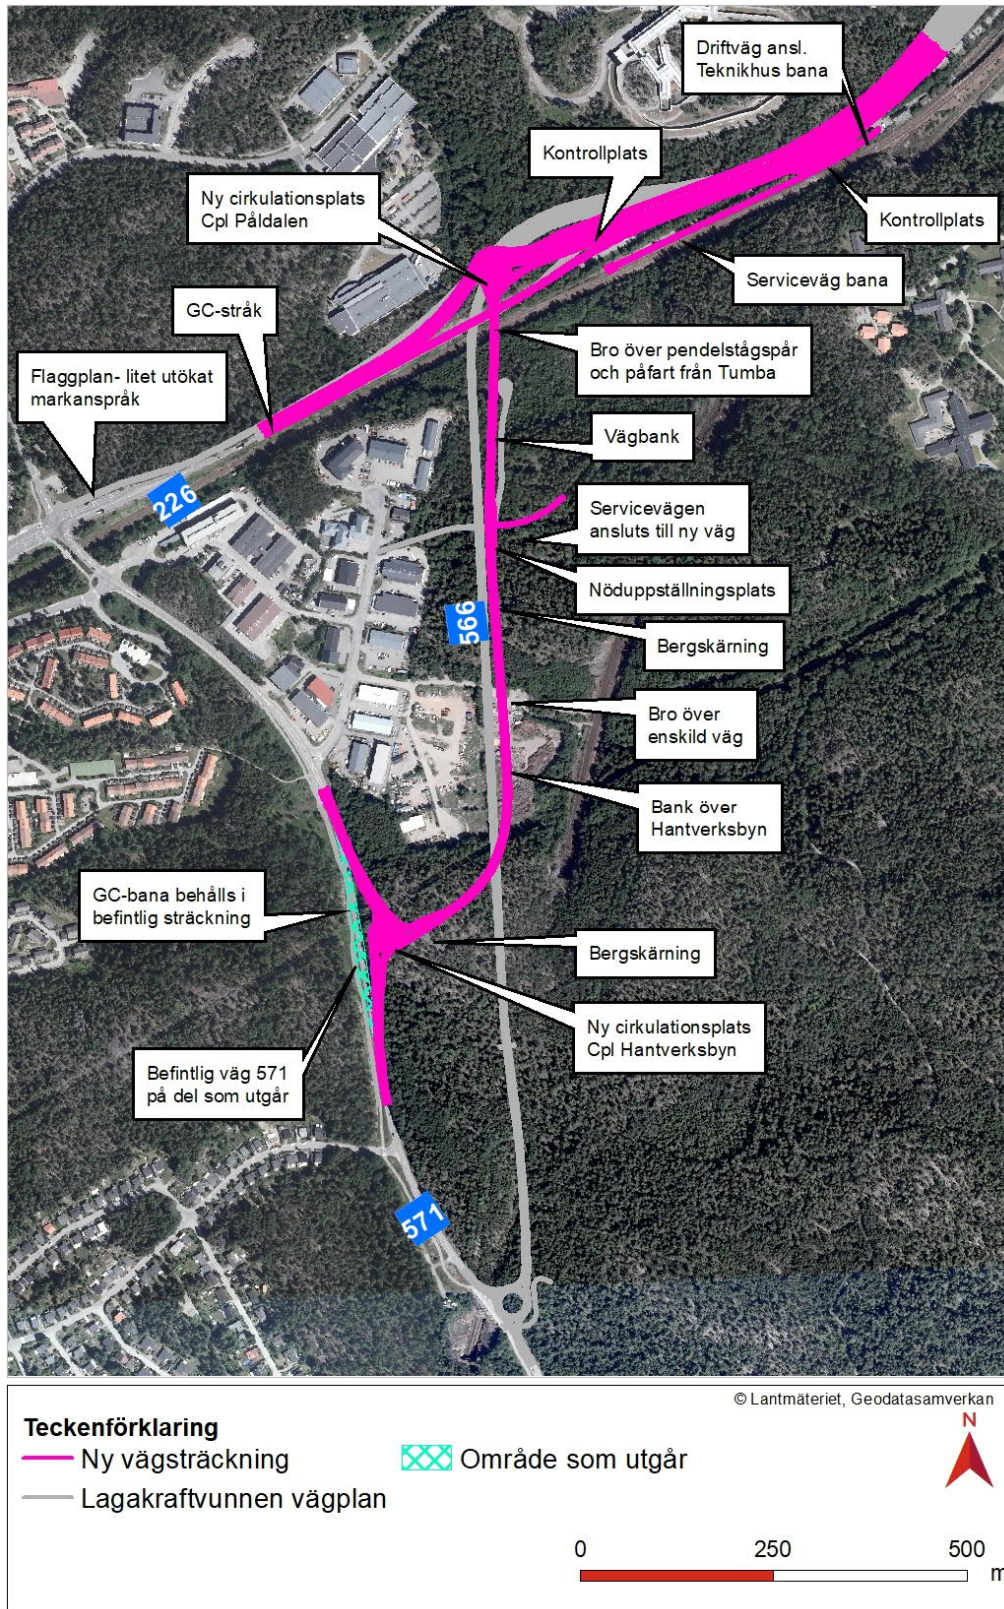 Driftväg ansl.
Teknikhus bana
Kontrollplats
Ny cirkulationsplats
Cpl Påldalen
Kontrollplats
Serviceväg bana
GC-stråk
Bro över pendelstågspår
och påfart från Tumba
Flaggplan- litet utökat
markanspråk
Vägbank
226
Servicevägen
ansluts till ny väg
Nöduppställningsplats
566
Bergskärning
Bro över
enskild väg
Bank över
Hantverksbyn
GC-bana behålls i
befintlig sträckning
Bergskärning
Ny cirkulationsplats
Cpl Hantverksbyn
Befintlig väg 571
på del som utgår
571
© Lantmäteriet, Geodatasamverkan
Teckenförklaring
N
Ny vägsträckning
Område som utgår
Lagakraftvunnen vägplan
0 250 500
m